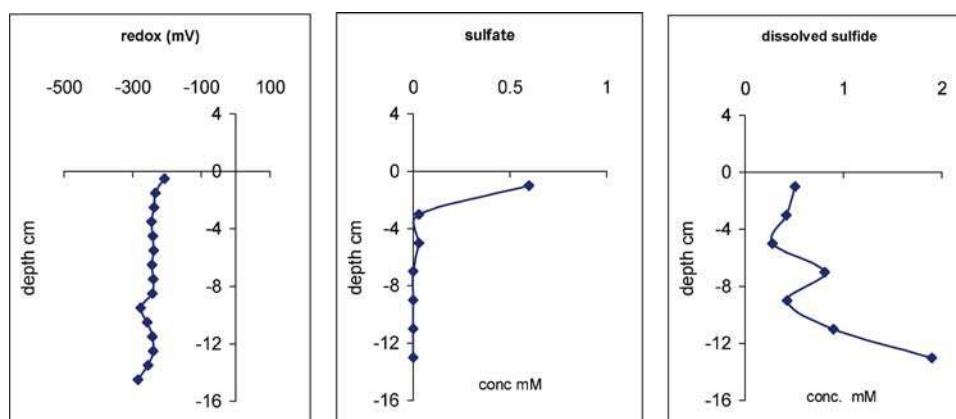 redox (mV)
-500 -300 -100 100
4
0
-4
-8
-12
-16
depth cm
sulfate
0 0.5 1
4
0
-4
-8
-12
-16
depth cm
conc mM
dissolved sulfide
0 1 2
4
0
-4
-8
-12
-16
depth cm
conc. mM